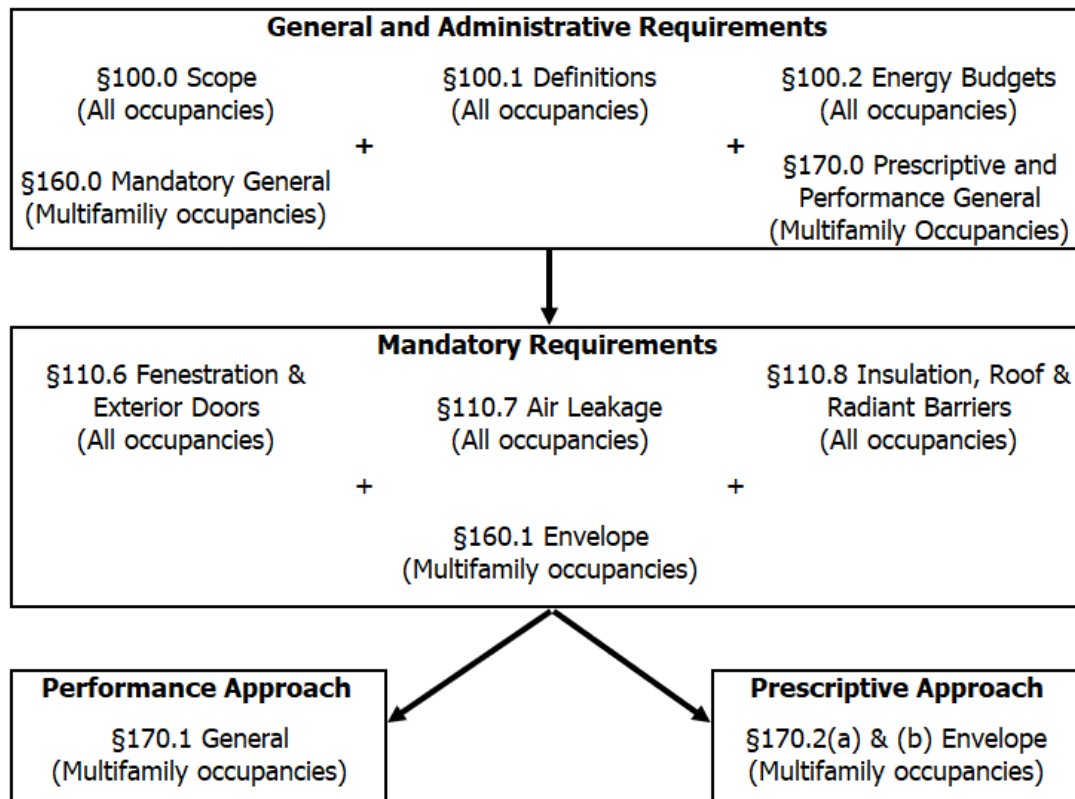 General and Administrative Requirements
§100.0 Scope
(All occupancies)
§100.1 Definitions
(All occupancies)
§100.2 Energy Budgets
(All occupancies)
+
+
§160.0 Mandatory General
(Multifamiliy occupancies)
§170.0 Prescriptive and
Performance General
(Multifamily Occupancies)
Mandatory Requirements
§110.6 Fenestration &
Exterior Doors
(All occupancies)
§110.7 Air Leakage
(All occupancies)
§110.8 Insulation, Roof &
Radiant Barriers
(All occupancies)
+
+
§160.1 Envelope
(Multifamily occupancies)
Performance Approach
§170.1 General
(Multifamily occupancies)
Prescriptive Approach
§170.2(a) & (b) Envelope
(Multifamily occupancies)